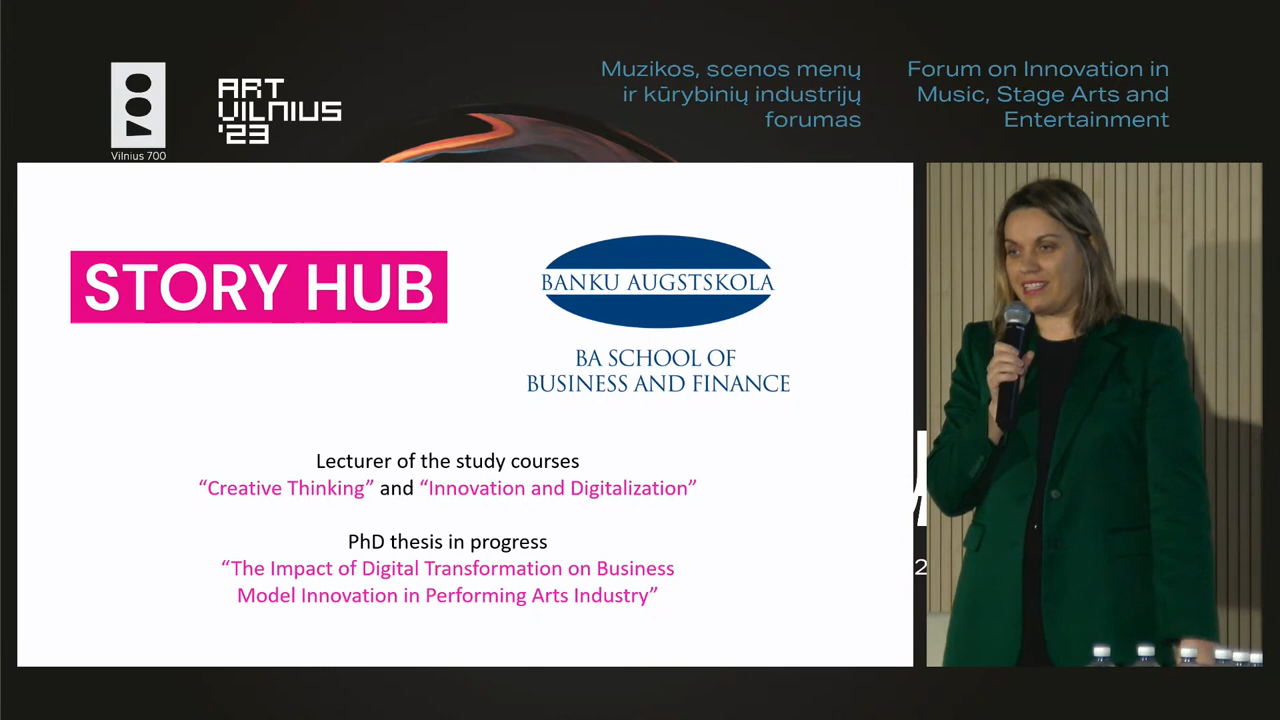 Vilnius 700
ART
VILNIUS
'23
Muzikos, scenos menų
ir kūrybinių industrijų
forumas
Forum on Innovation in
Music, Stage Arts and
Entertainment
STORY HUB
BANKU AUGSTSKOLA
BA SCHOOL OF
BUSINESS AND FINANCE
Lecturer of the study courses
“Creative Thinking” and “Innovation and Digitalization”
PhD thesis in progress
“The Impact of Digital Transformation on Business
Model Innovation in Performing Arts Industry”